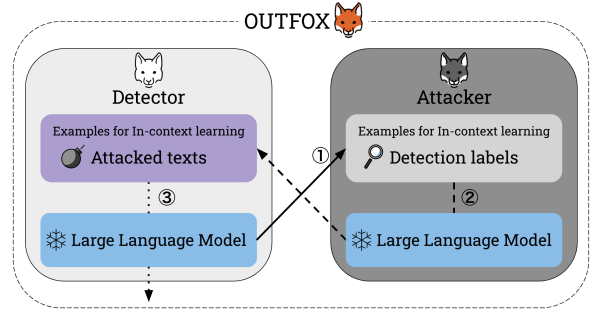 OUTFOX
Detector
Examples for In-context learning
Attacked texts
③
Large Language Model
①
Attacker
Examples for In-context learning
Detection labels
②
Large Language Model